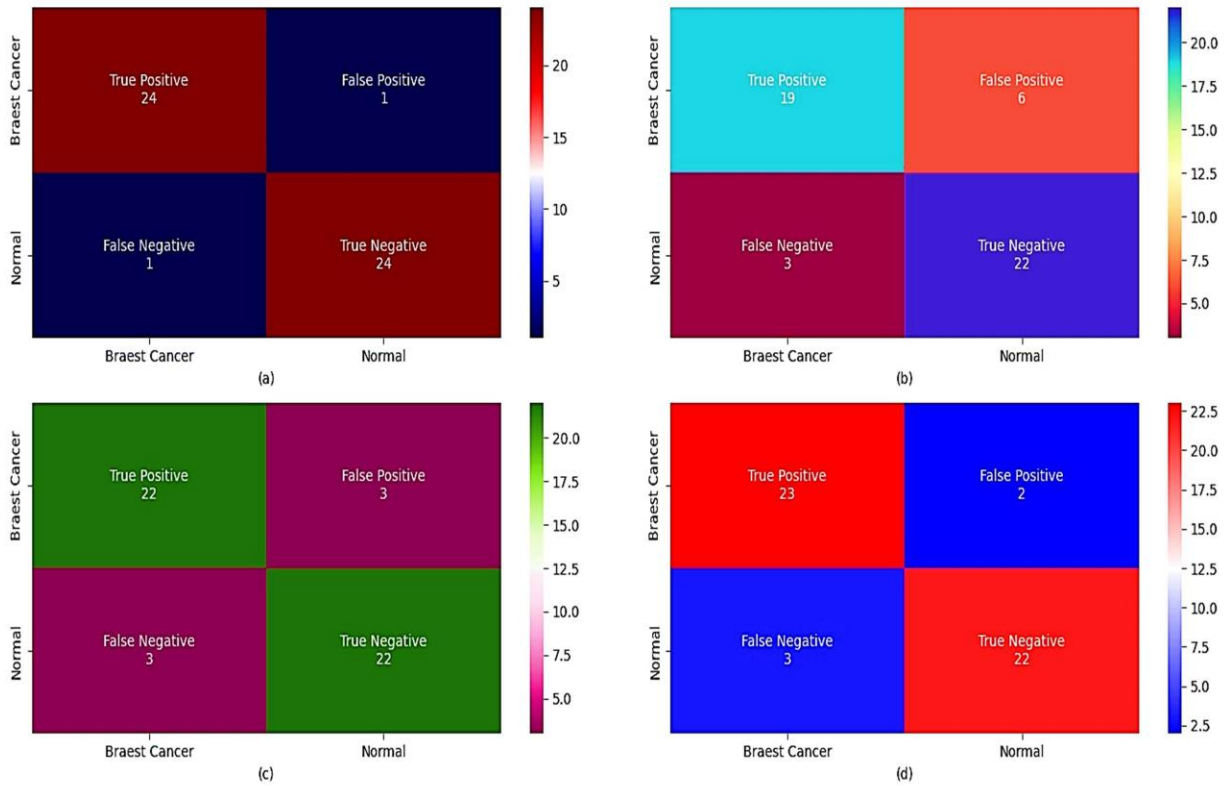 Braest Cancer
Normal
True Positive
24
False Positive
1
False Negative
1
True Negative
24
Braest Cancer
Normal
20
15
10
5
(a)
Braest Cancer
Normal
True Positive
19
False Positive
6
False Negative
3
True Negative
22
Braest Cancer
Normal
20.0
17.5
15.0
12.5
10.0
7.5
5.0
(b)
Braest Cancer
Normal
True Positive
22
False Positive
3
False Negative
3
True Negative
22
Braest Cancer
Normal
20.0
17.5
15.0
12.5
10.0
7.5
5.0
(c)
Braest Cancer
Normal
True Positive
23
False Positive
2
False Negative
3
True Negative
22
Braest Cancer
Normal
22.5
20.0
17.5
15.0
12.5
10.0
7.5
5.0
2.5
(d)